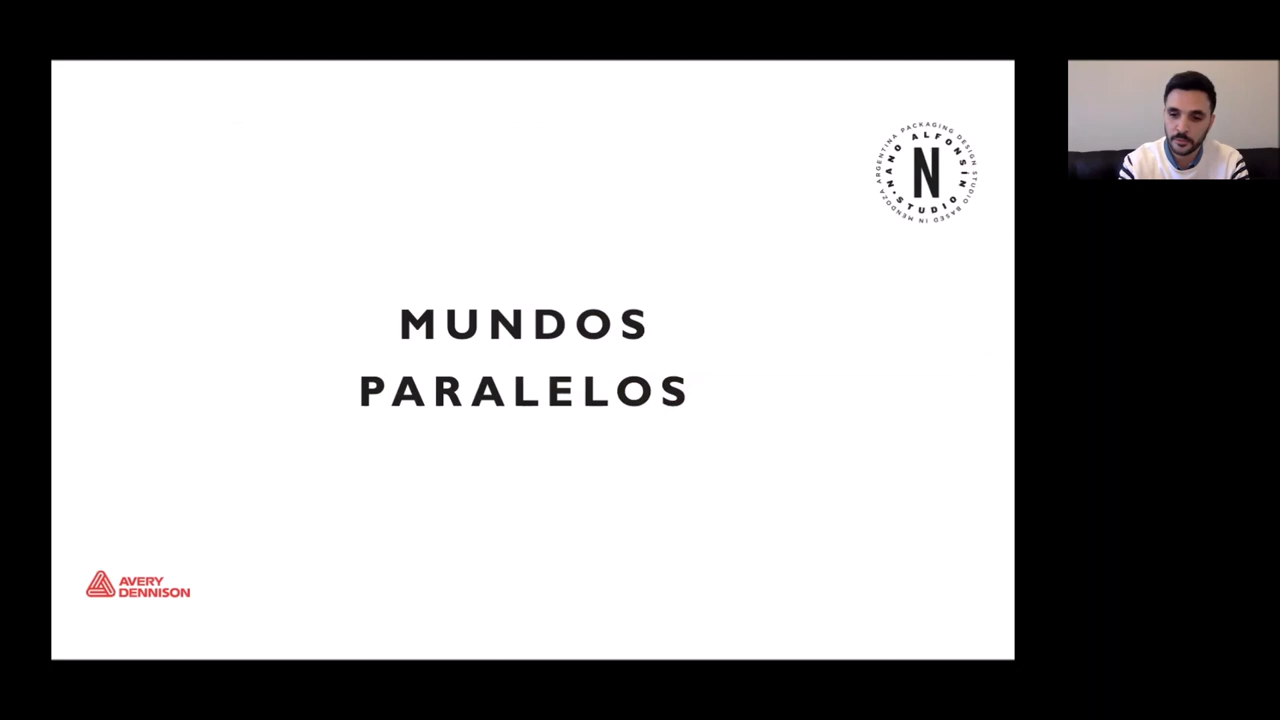 ARGENTINA PACKAGING DESIGN STUDIO BASED IN MENDOZA
NANO ALFONSÍN
• STUDIO
N
MUNDOS
PARALELOS
AVERY
DENNISON